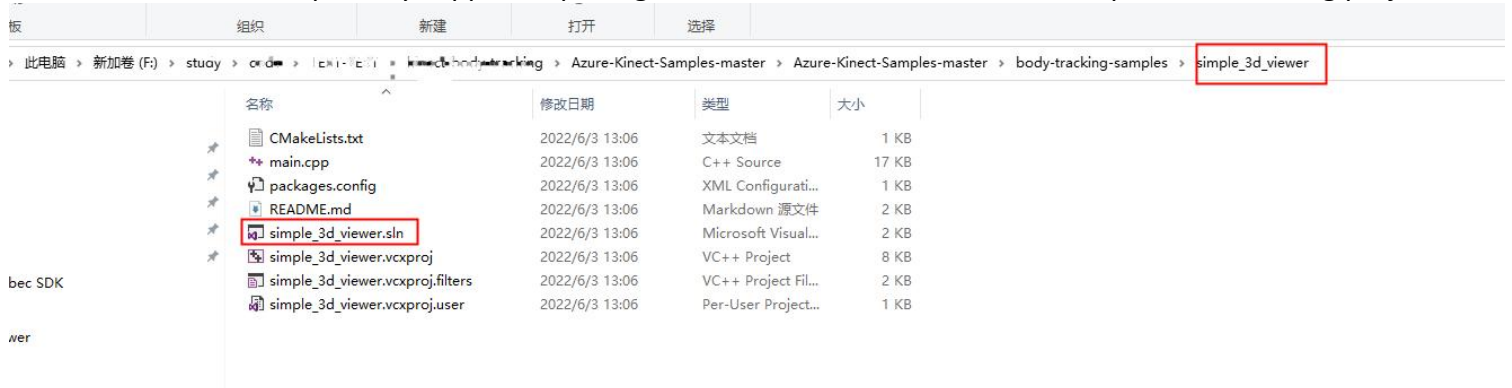 板 组织 新建 打开 选择
› 此电脑 › 新加卷 (F:) › stuay › › › › Azure-Kinect-Samples-master › Azure-Kinect-Samples-master › body-tracking-samples › simple_3d_viewer
名称 修改日期 类型 大小
CMakeLists.txt 2022/6/3 13:06 文本文档 1 KB
main.cpp 2022/6/3 13:06 C++ Source 17 KB
packages.config 2022/6/3 13:06 XML Configurati... 1 KB
README.md 2022/6/3 13:06 Markdown 源文件 2 KB
simple_3d_viewer.sln 2022/6/3 13:06 Microsoft Visual... 2 KB
simple_3d_viewer.vcxproj 2022/6/3 13:06 VC++ Project 8 KB
bec SDK
simple_3d_viewer.vcxproj.filters 2022/6/3 13:06 VC++ Project Fil... 2 KB
simple_3d_viewer.vcxproj.user 2022/6/3 13:06 Per-User Project... 1 KB
wer